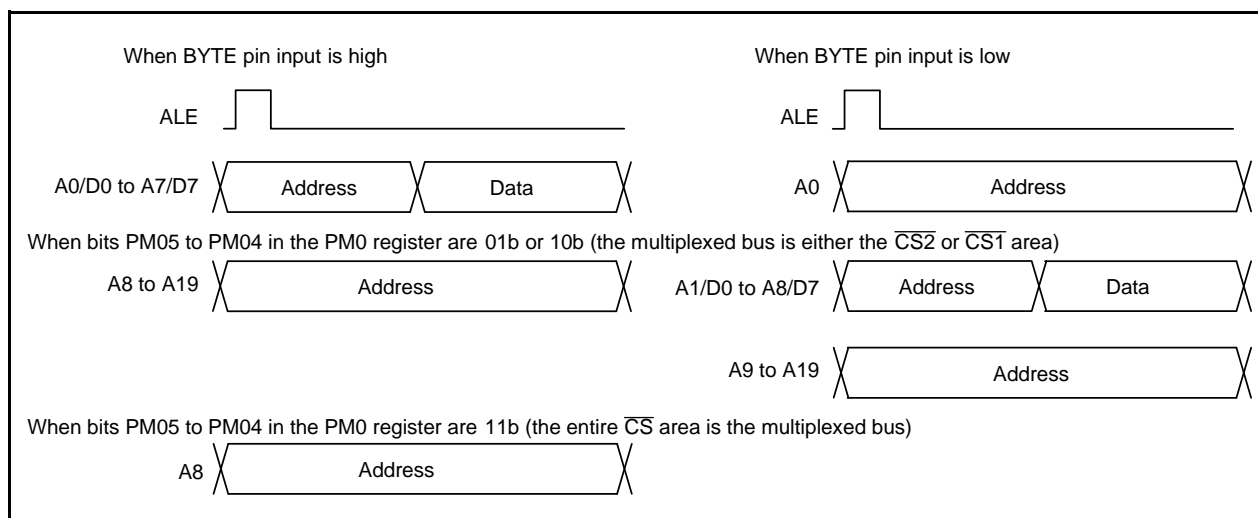 When BYTE pin input is high
When BYTE pin input is low
ALE
ALE
A0/D0 to A7/D7
Address
Data
A0
Address
When bits PM05 to PM04 in the PM0 register are 01b or 10b (the multiplexed bus is either the CS2 or CS1 area)
A8 to A19
Address
A1/D0 to A8/D7
Address
Data
A9 to A19
Address
When bits PM05 to PM04 in the PM0 register are 11b (the entire CS area is the multiplexed bus)
A8
Address